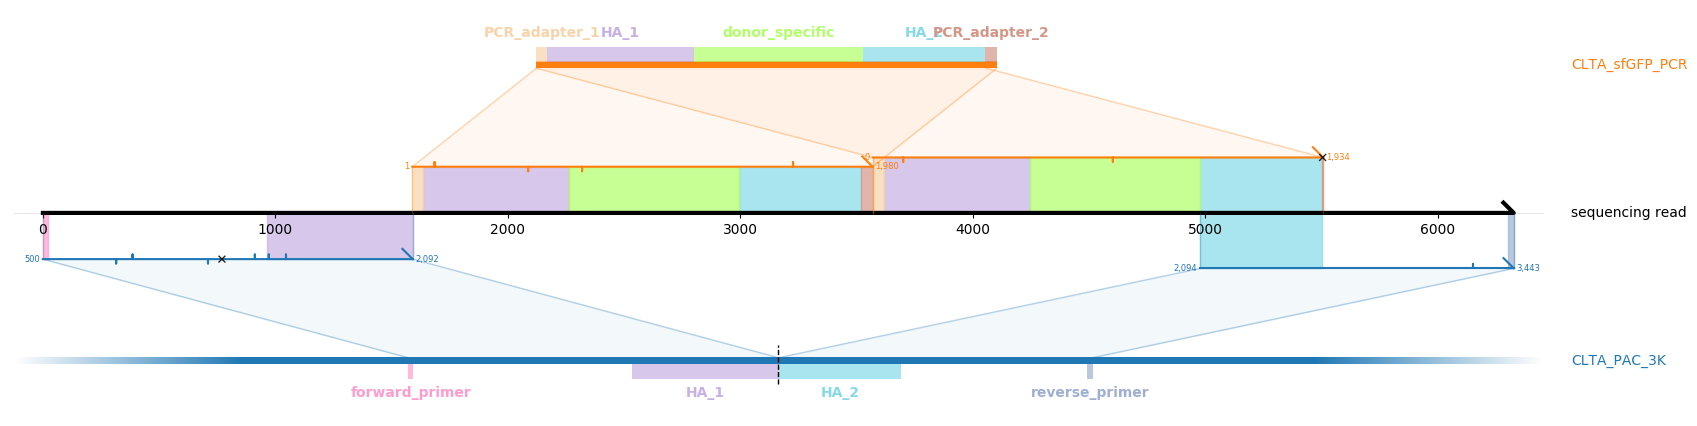 PCR_adapter_1 HA_1 donor_specific HA_2 PCR_adapter_2
CLTA_sfGFP_PCR
0 1,934
1 1,980
sequencing read
0 1000 2000 3000 4000 5000 6000
500 2,092
2,094 3,443
CLTA_PAC_3K
forward_primer HA_1 HA_2 reverse_primer